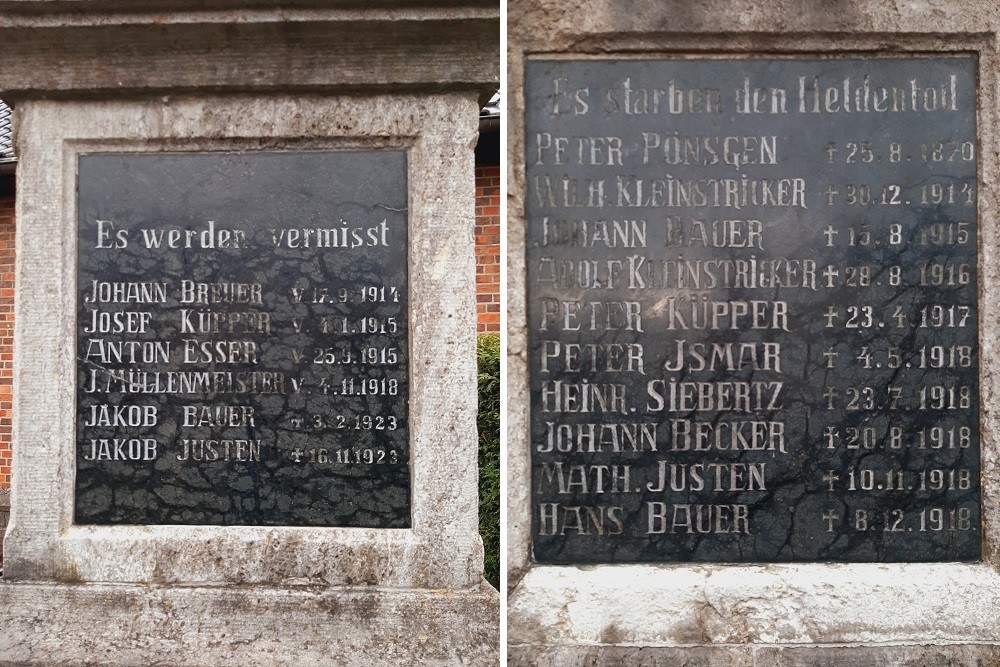 Es werden vermisst
JOHANN BREUER v. 17. 9. 1914
JOSEF KÜPPER v. 4. 1. 1915
ANTON ESSER v. 25. 9. 1915
J. MÜLLENMEISTER v. 4. 11. 1918
JAKOB BAUER † 3. 2. 1923
JAKOB JUSTEN † 16. 11. 1923
Es starben den Heldentod
PETER PÖNSGEN † 25. 8. 1870
WILH. KLEINSTRICKER † 30. 12. 1914
JOHANN BAUER † 15. 8. 1915
ADOLF KLEINSTRICKER † 28. 8. 1916
PETER KÜPPER † 23. 4. 1917
PETER JSMAR † 4. 5. 1918
HEINR. SIEBERTZ † 23. 7. 1918
JOHANN BECKER † 20. 8. 1918
MATH. JUSTEN † 10. 11. 1918
HANS BAUER † 8. 12. 1918.